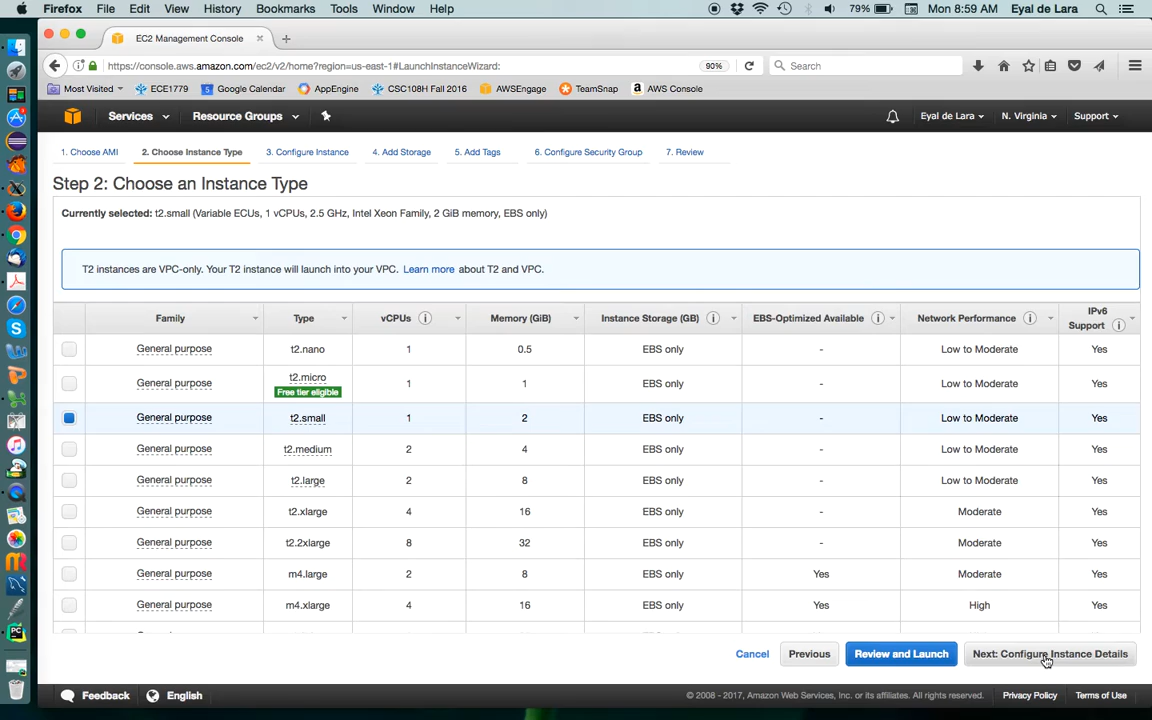 Firefox File Edit View History Bookmarks Tools Window Help 79% Mon 8:59 AM Eyal de Lara
EC2 Management Console
https://console.aws.amazon.com/ec2/v2/home?region=us-east-1#LaunchInstanceWizard: 90% Search
Most Visited ECE1779 Google Calendar AppEngine CSC108H Fall 2016 AWSEngage TeamSnap AWS Console
Services Resource Groups Eyal de Lara N. Virginia Support
1. Choose AMI 2. Choose Instance Type 3. Configure Instance 4. Add Storage 5. Add Tags 6. Configure Security Group 7. Review
Step 2: Choose an Instance Type
Currently selected: t2.small (Variable ECUs, 1 vCPUs, 2.5 GHz, Intel Xeon Family, 2 GiB memory, EBS only)
T2 instances are VPC-only. Your T2 instance will launch into your VPC. Learn more about T2 and VPC.
Family Type vCPUs Memory (GiB) Instance Storage (GB) EBS-Optimized Available Network Performance IPv6 Support
General purpose t2.nano 1 0.5 EBS only - Low to Moderate Yes
General purpose t2.micro 1 1 EBS only - Low to Moderate Yes
Free tier eligible
General purpose t2.small 1 2 EBS only - Low to Moderate Yes
General purpose t2.medium 2 4 EBS only - Low to Moderate Yes
General purpose t2.large 2 8 EBS only - Low to Moderate Yes
General purpose t2.xlarge 4 16 EBS only - Moderate Yes
General purpose t2.2xlarge 8 32 EBS only - Moderate Yes
General purpose m4.large 2 8 EBS only Yes Moderate Yes
General purpose m4.xlarge 4 16 EBS only Yes High Yes
Cancel Previous Review and Launch Next: Configure Instance Details
Feedback English © 2008 - 2017, Amazon Web Services, Inc. or its affiliates. All rights reserved. Privacy Policy Terms of Use